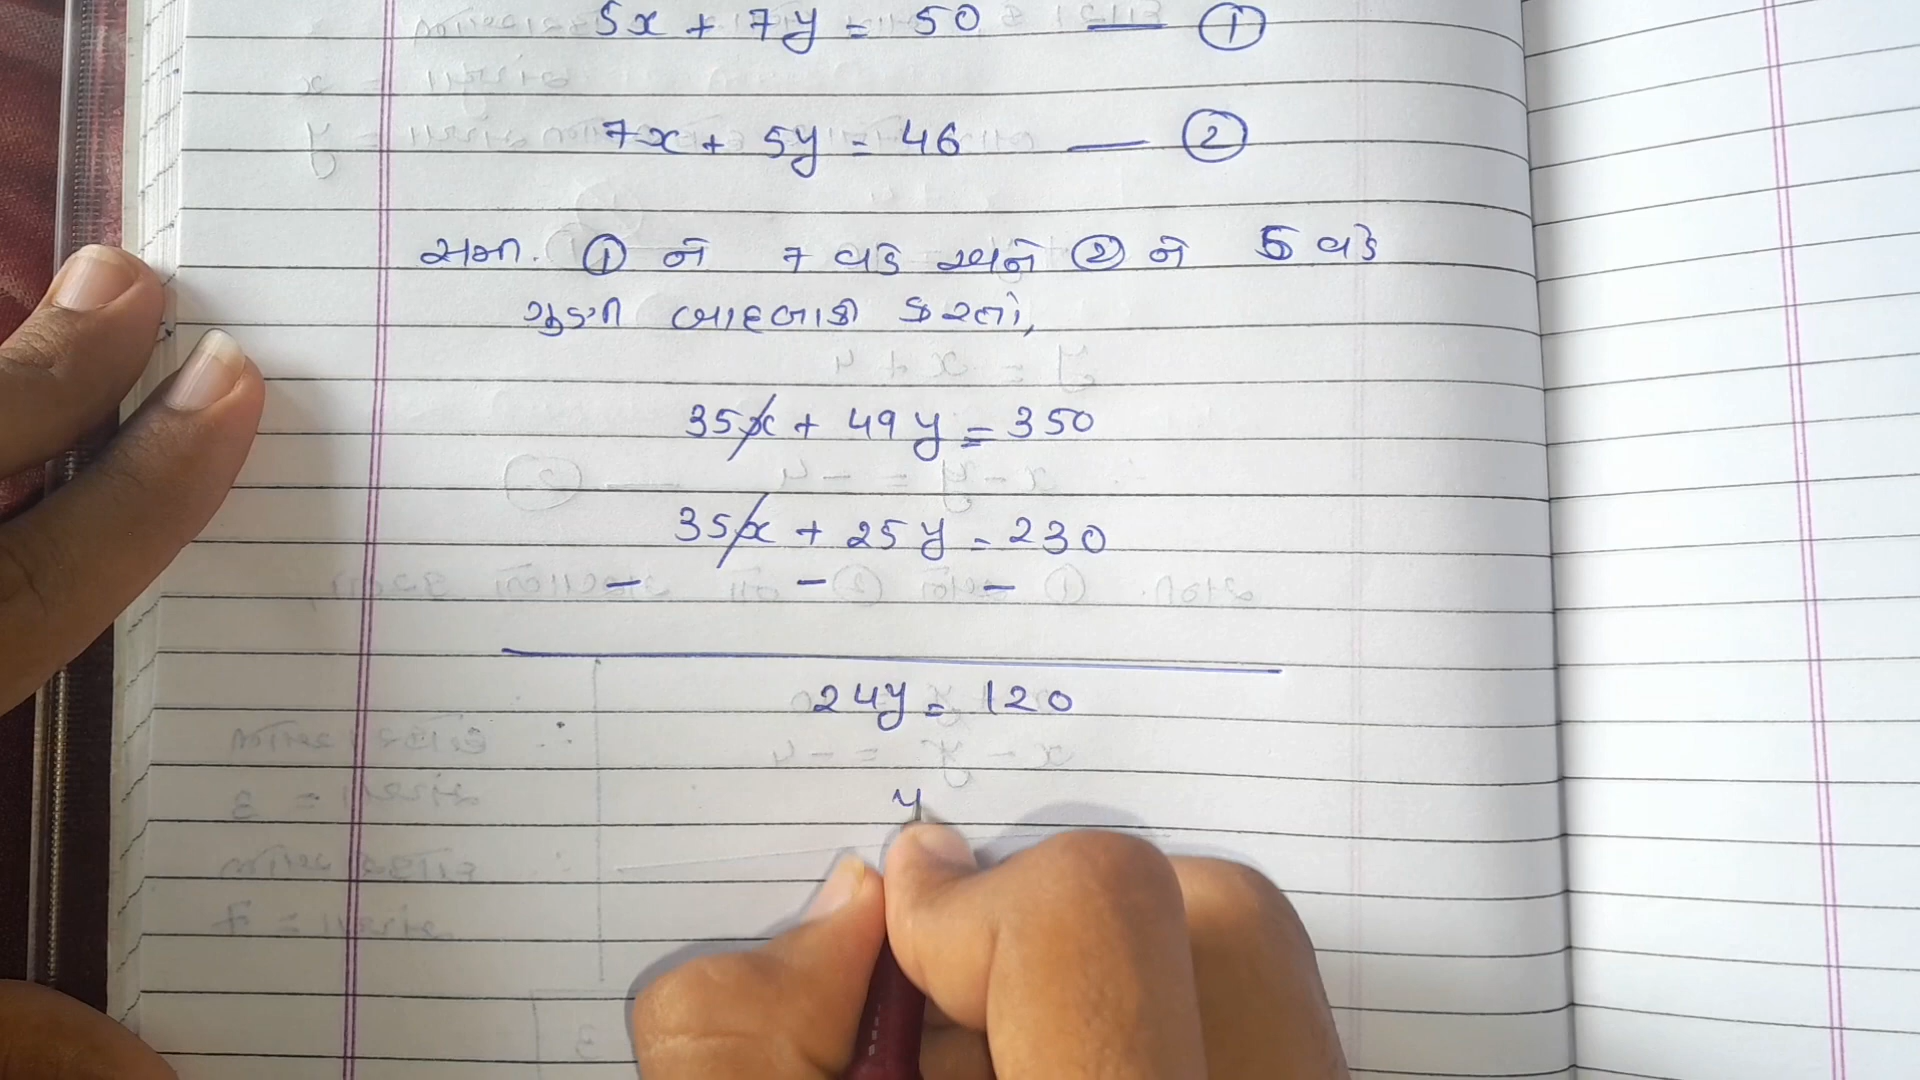 5x + 7y = 50 — ①
7x + 5y = 46 — ②
સમી. ① ને 7 વડે અને ② ને 5 વડે
ગુણી બાદબાકી કરતાં,
35x + 49y = 350
35x + 25y = 230
− − −
24y = 120
y